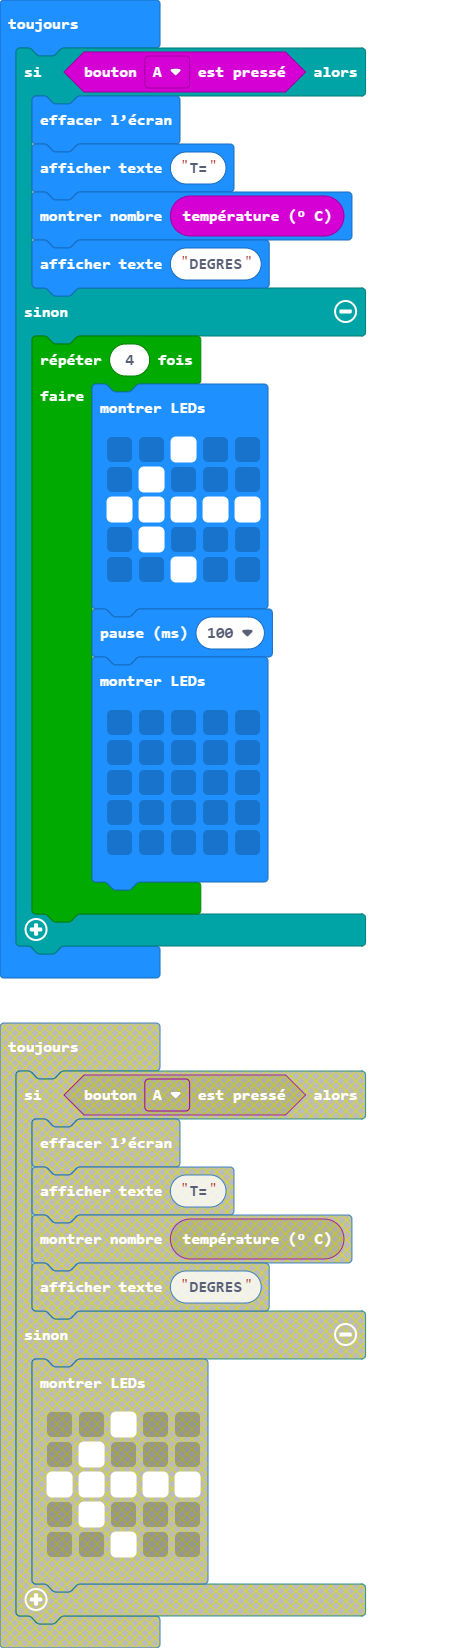 toujours
si bouton A est pressé alors
effacer l’écran
afficher texte "T="
montrer nombre température (º C)
afficher texte "DEGRES"
sinon
répéter 4 fois
faire
montrer LEDs
pause (ms) 100
montrer LEDs
toujours
si bouton A est pressé alors
effacer l’écran
afficher texte "T="
montrer nombre température (º C)
afficher texte "DEGRES"
sinon
montrer LEDs